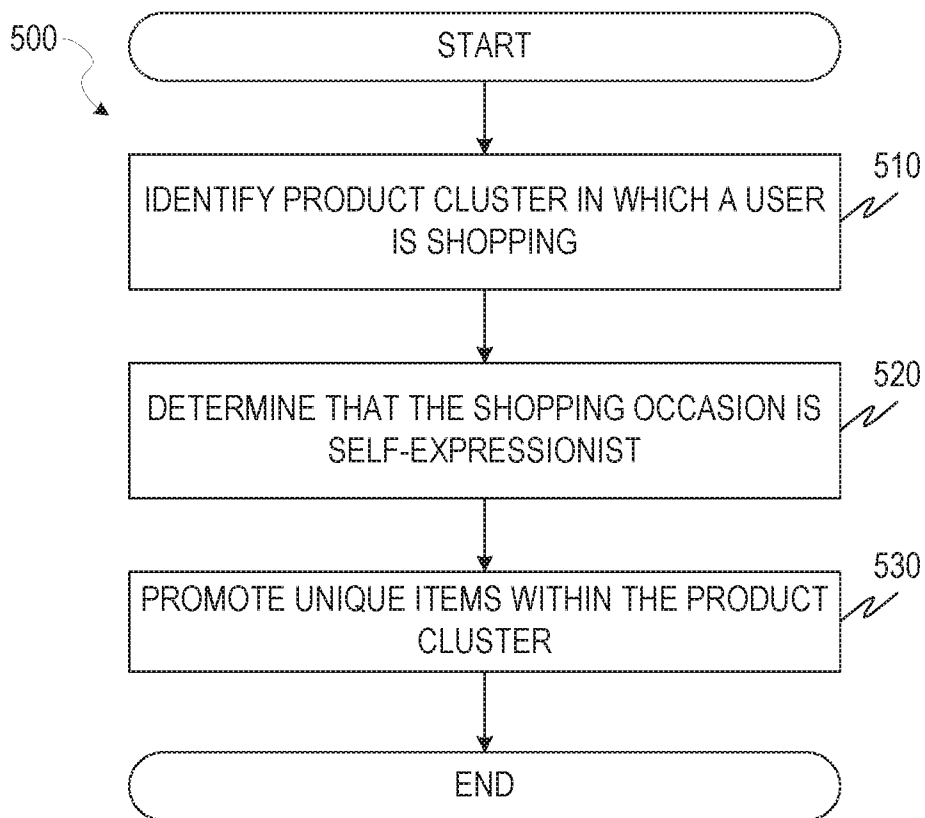 500
START
510
IDENTIFY PRODUCT CLUSTER IN WHICH A USER
IS SHOPPING
520
DETERMINE THAT THE SHOPPING OCCASION IS
SELF-EXPRESSIONIST
530
PROMOTE UNIQUE ITEMS WITHIN THE PRODUCT
CLUSTER
END